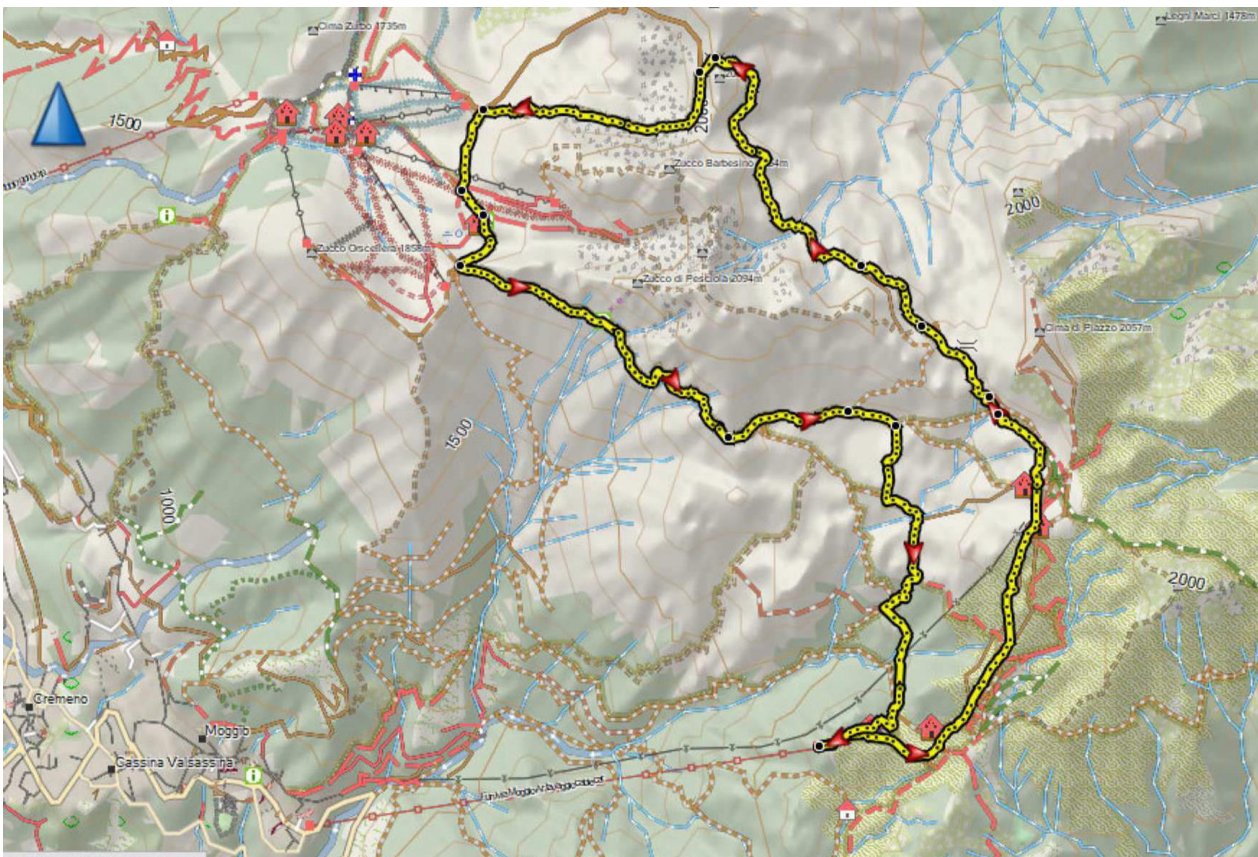 Cima Zucco 1735m
Legni Marci 1478m
1500
2000
Zucco Barbesino
2000
Zucco Orscellera 1858m
Zucco di Pesciola 2094m
Cima di Piazzo 2057m
1500
1000
2000
Cremeno
Moggio
Cassina Valsassina